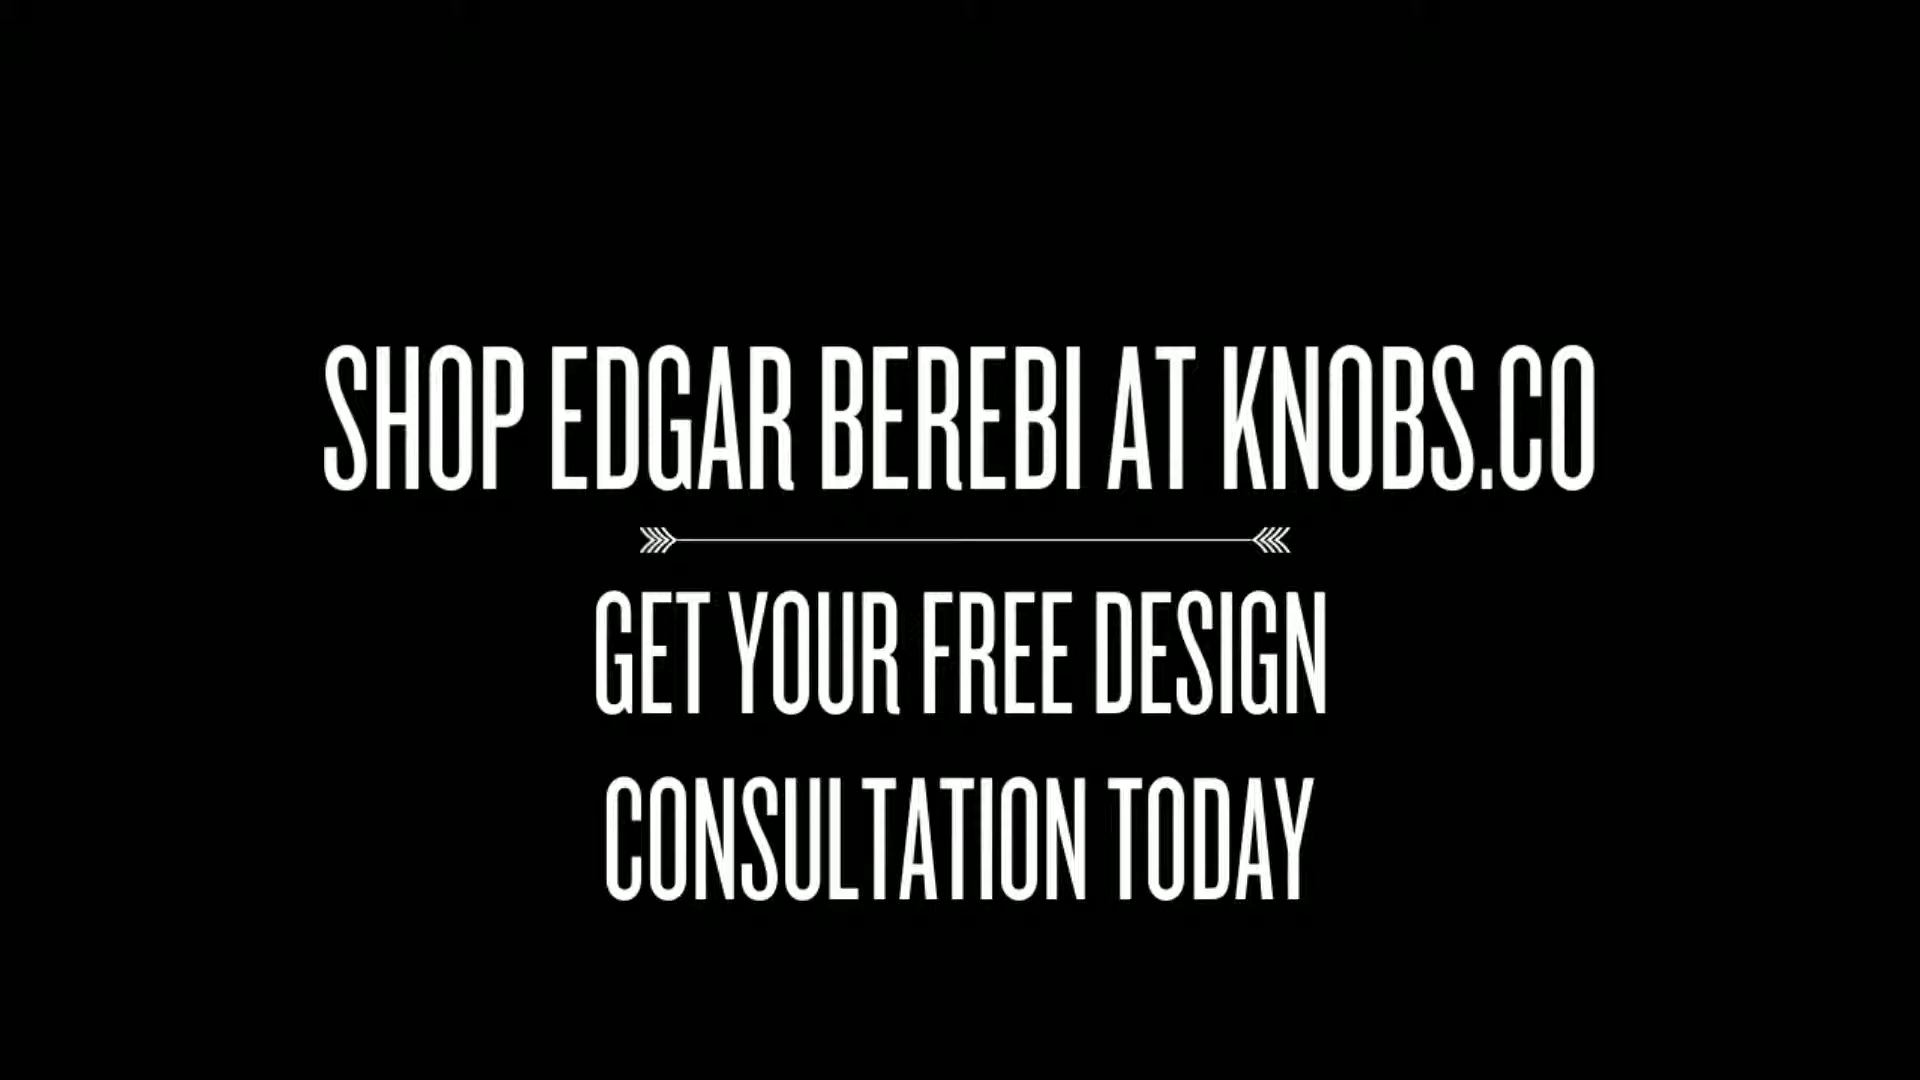 SHOP EDGAR BEREBI AT KNOBS.CO
GET YOUR FREE DESIGN
CONSULTATION TODAY